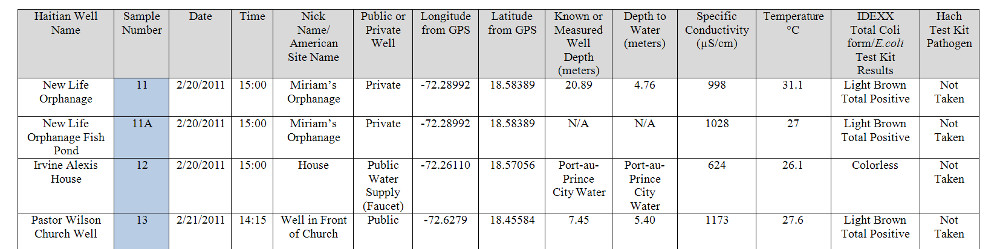 Haitian Well Name | Sample Number | Date | Time | Nick Name/ American Site Name | Public or Private Well | Longitude from GPS | Latitude from GPS | Known or Measured Well Depth (meters) | Depth to Water (meters) | Specific Conductivity (µS/cm) | Temperature °C | IDEXX Total Coli form/E.coli Test Kit Results | Hach Test Kit Pathogen
New Life Orphanage | 11 | 2/20/2011 | 15:00 | Miriam’s Orphanage | Private | -72.28992 | 18.58389 | 20.89 | 4.76 | 998 | 31.1 | Light Brown Total Positive | Not Taken
New Life Orphanage Fish Pond | 11A | 2/20/2011 | 15:00 | Miriam’s Orphanage | Private | -72.28992 | 18.58389 | N/A | N/A | 1028 | 27 | Light Brown Total Positive | Not Taken
Irvine Alexis House | 12 | 2/20/2011 | 15:00 | House | Public Water Supply (Faucet) | -72.26110 | 18.57056 | Port-au-Prince City Water | Port-au-Prince City Water | 624 | 26.1 | Colorless | Not Taken
Pastor Wilson Church Well | 13 | 2/21/2011 | 14:15 | Well in Front of Church | Public | -72.6279 | 18.45584 | 7.45 | 5.40 | 1173 | 27.6 | Light Brown Total Positive | Not Taken